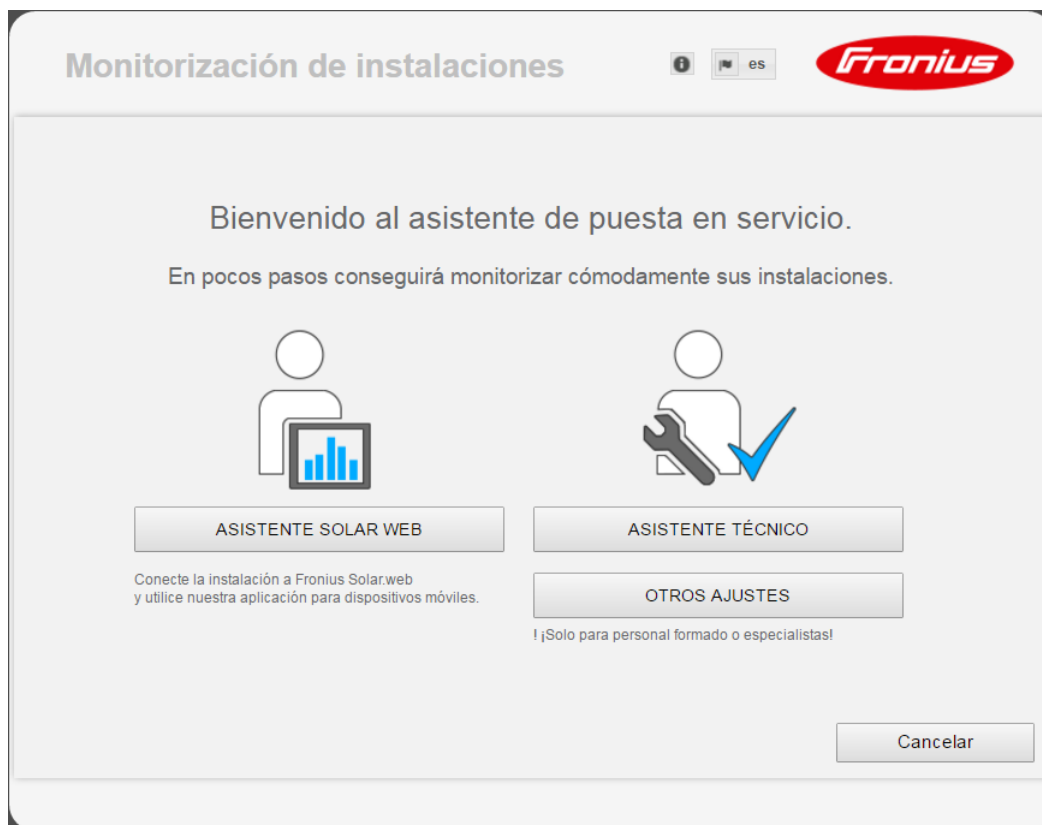 Monitorización de instalaciones
es
Fronius
Bienvenido al asistente de puesta en servicio.
En pocos pasos conseguirá monitorizar cómodamente sus instalaciones.
ASISTENTE SOLAR WEB
Conecte la instalación a Fronius Solar.web
y utilice nuestra aplicación para dispositivos móviles.
ASISTENTE TÉCNICO
OTROS AJUSTES
! ¡Solo para personal formado o especialistas!
Cancelar